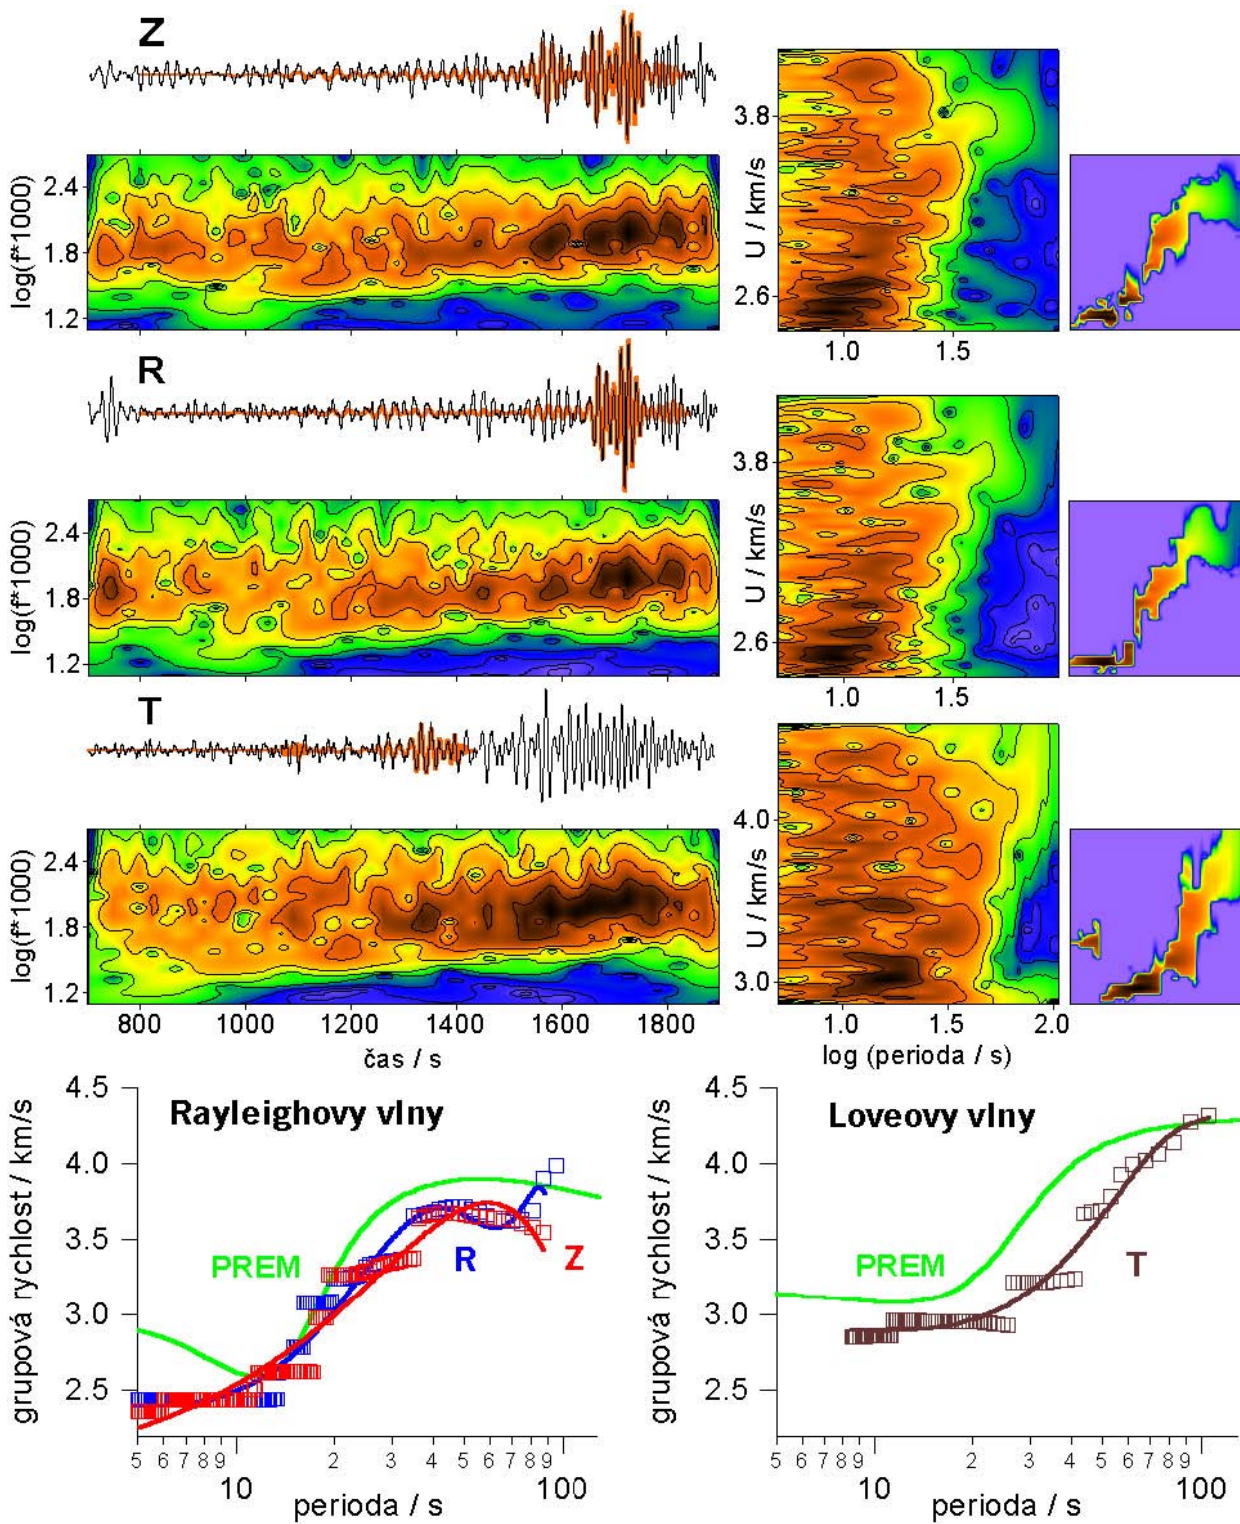 Z
log(f*1000)
2.4
1.8
1.2
U / km/s
3.8
2.6
1.0 1.5
R
log(f*1000)
2.4
1.8
1.2
U / km/s
3.8
2.6
1.0 1.5
T
log(f*1000)
2.4
1.8
1.2
800 1000 1200 1400 1600 1800
čas / s
U / km/s
4.0
3.0
1.0 1.5 2.0
log (perioda / s)
Rayleighovy vlny
grupová rychlost / km/s
4.5
4.0
3.5
3.0
2.5
PREM
R
Z
5 6 7 8 9 2 3 4 5 6 7 8 9
10 100
perioda / s
Loveovy vlny
grupová rychlost / km/s
4.5
4.0
3.5
3.0
2.5
PREM
T
5 6 7 8 9 2 3 4 5 6 7 8 9
10 100
perioda / s